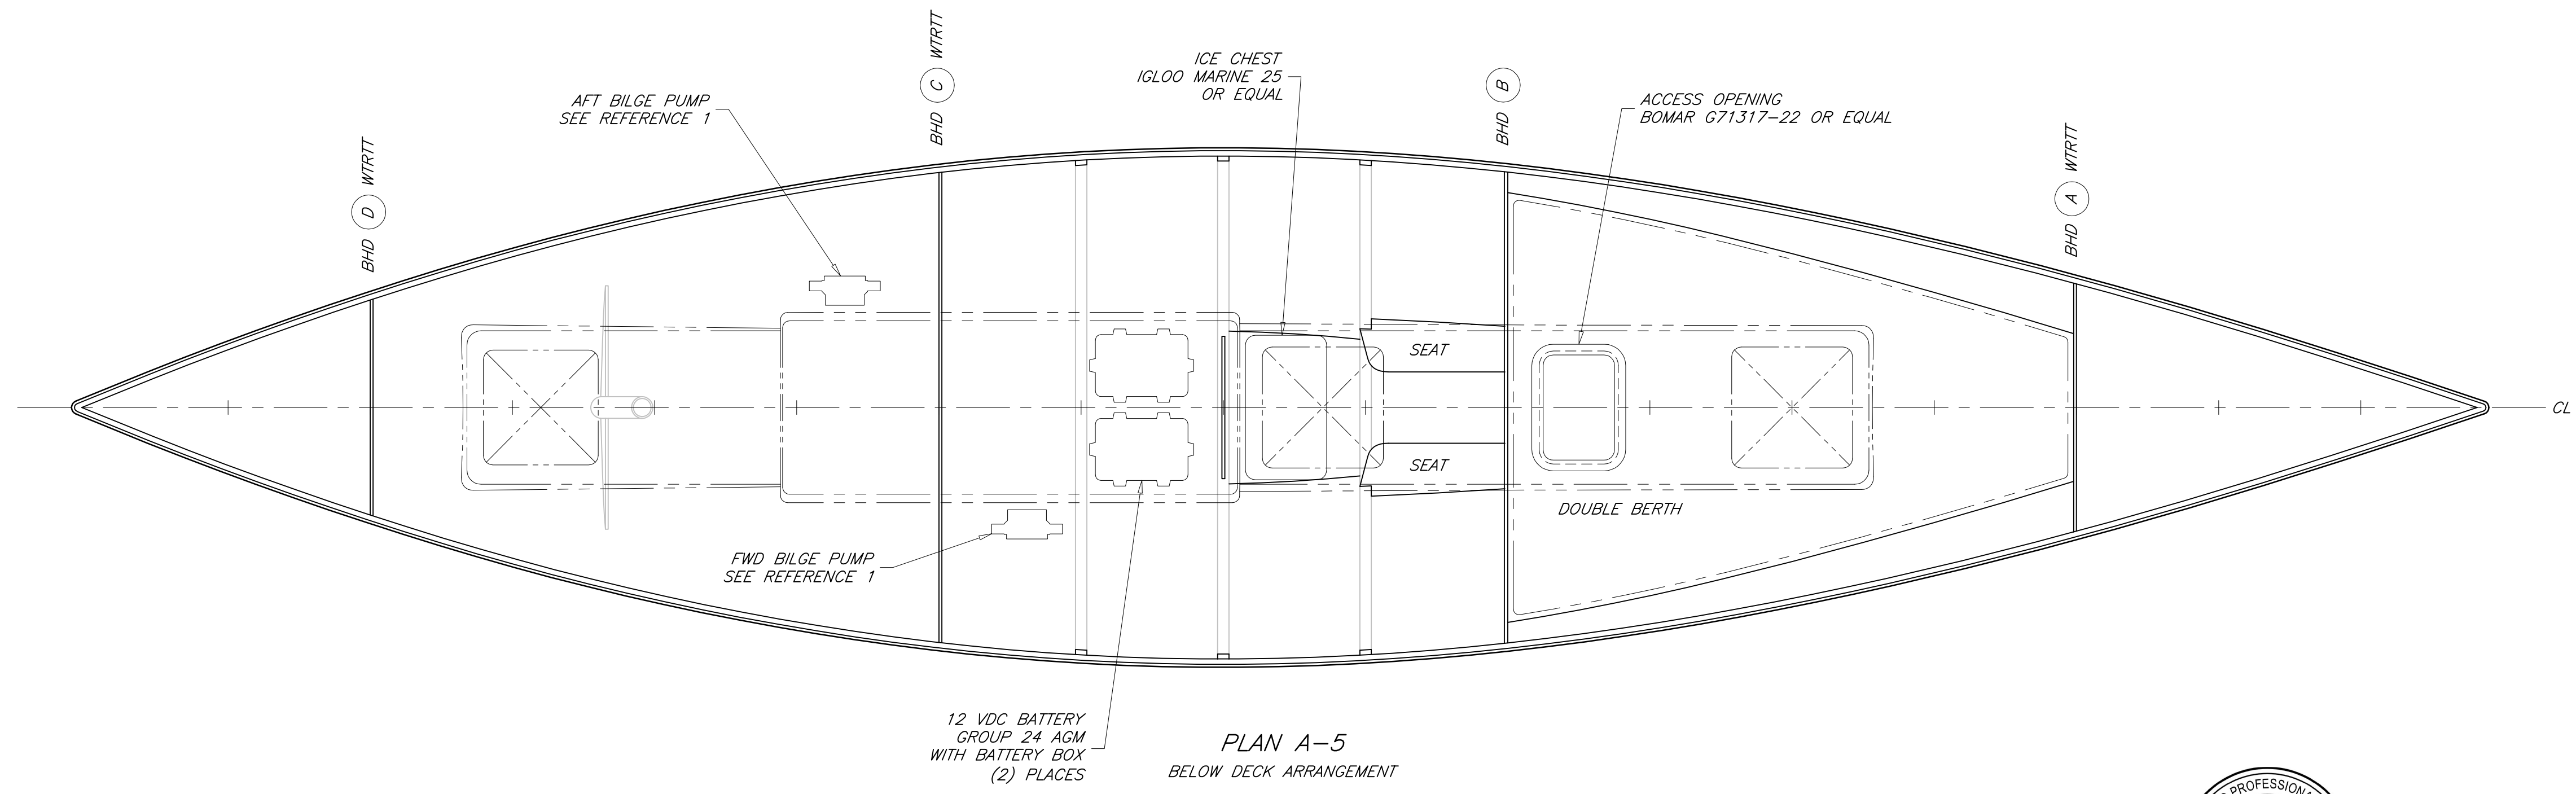 BHD D WTRTT
AFT BILGE PUMP
SEE REFERENCE 1
BHD C WTRTT
ICE CHEST
IGLOO MARINE 25
OR EQUAL
BHD B
ACCESS OPENING
BOMAR G71317-22 OR EQUAL
BHD A WTRTT
SEAT
SEAT
CL
DOUBLE BERTH
FWD BILGE PUMP
SEE REFERENCE 1
12 VDC BATTERY
GROUP 24 AGM
WITH BATTERY BOX
(2) PLACES
PLAN A-5
BELOW DECK ARRANGEMENT